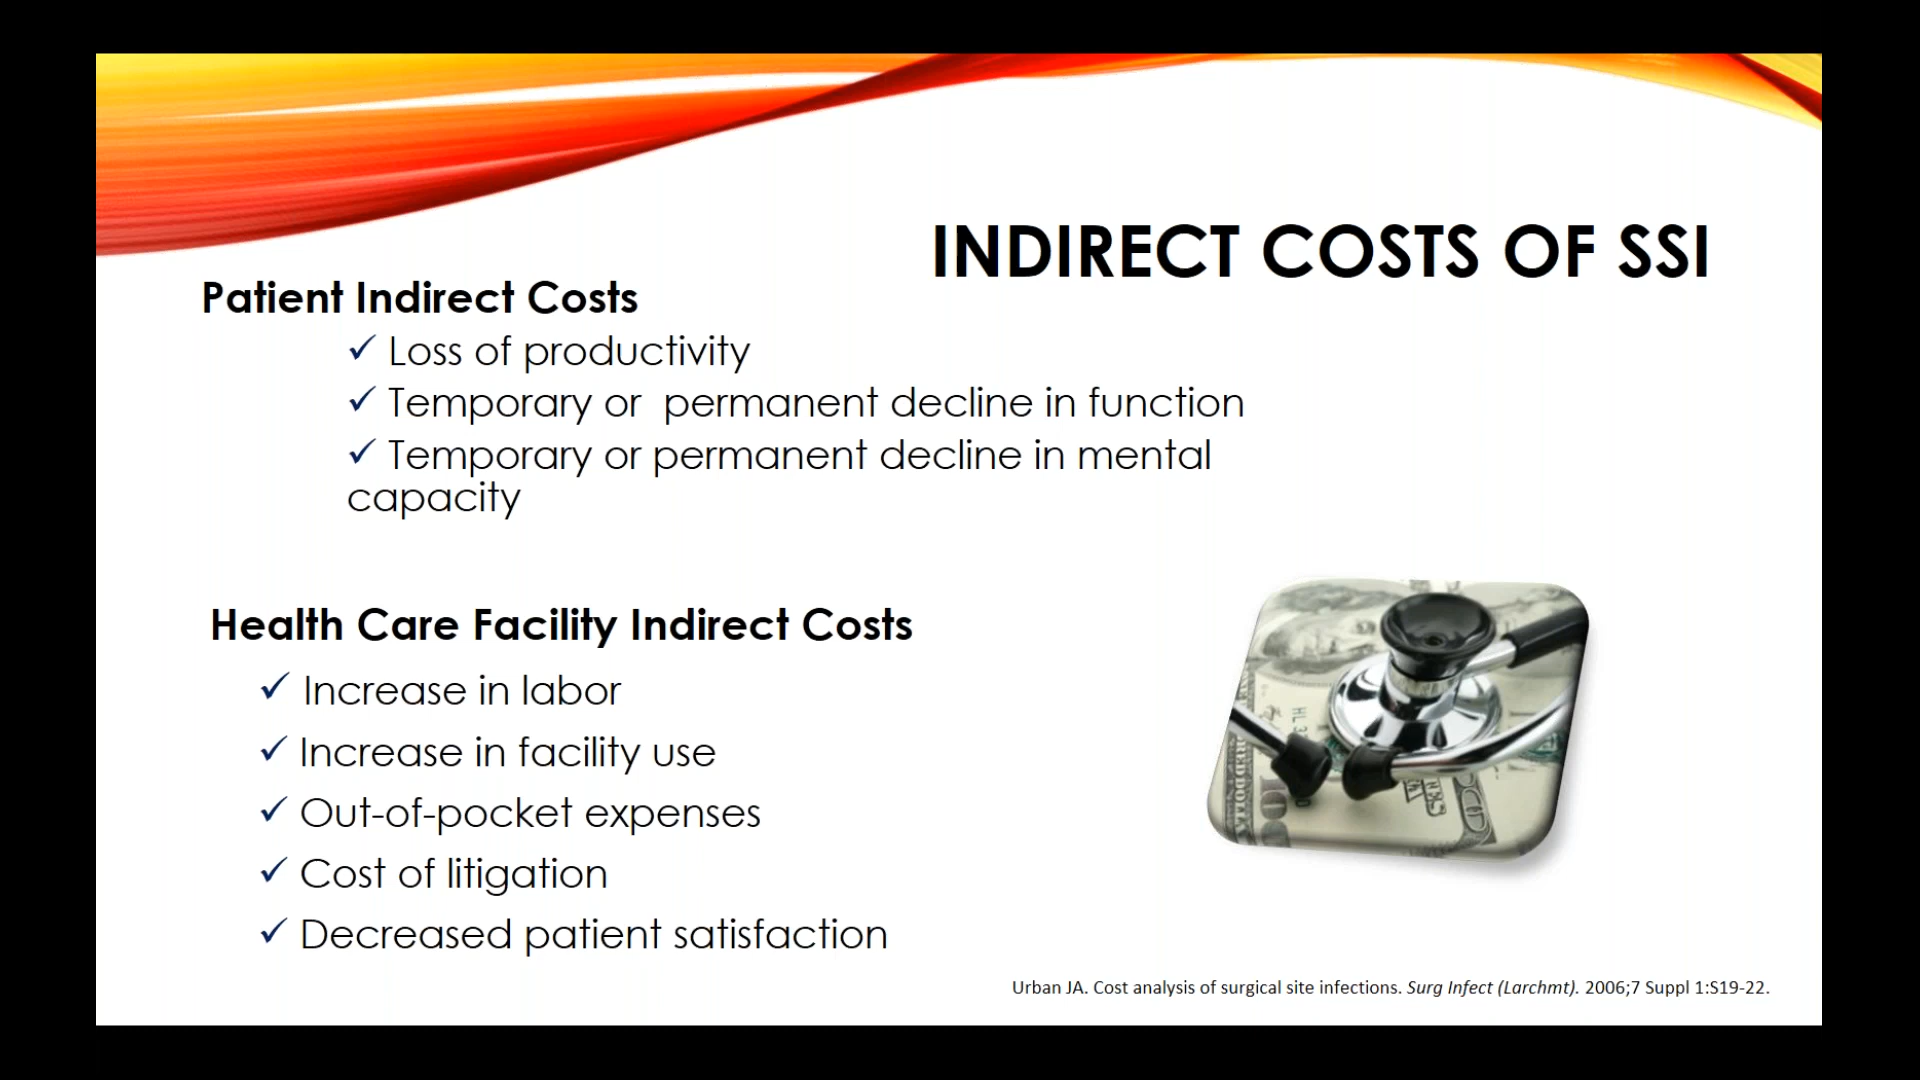 INDIRECT COSTS OF SSI
Patient Indirect Costs
✓ Loss of productivity
✓ Temporary or  permanent decline in function
✓ Temporary or permanent decline in mental
capacity
Health Care Facility Indirect Costs
✓ Increase in labor
✓ Increase in facility use
✓ Out-of-pocket expenses
✓ Cost of litigation
✓ Decreased patient satisfaction
Urban JA. Cost analysis of surgical site infections. Surg Infect (Larchmt). 2006;7 Suppl 1:S19-22.